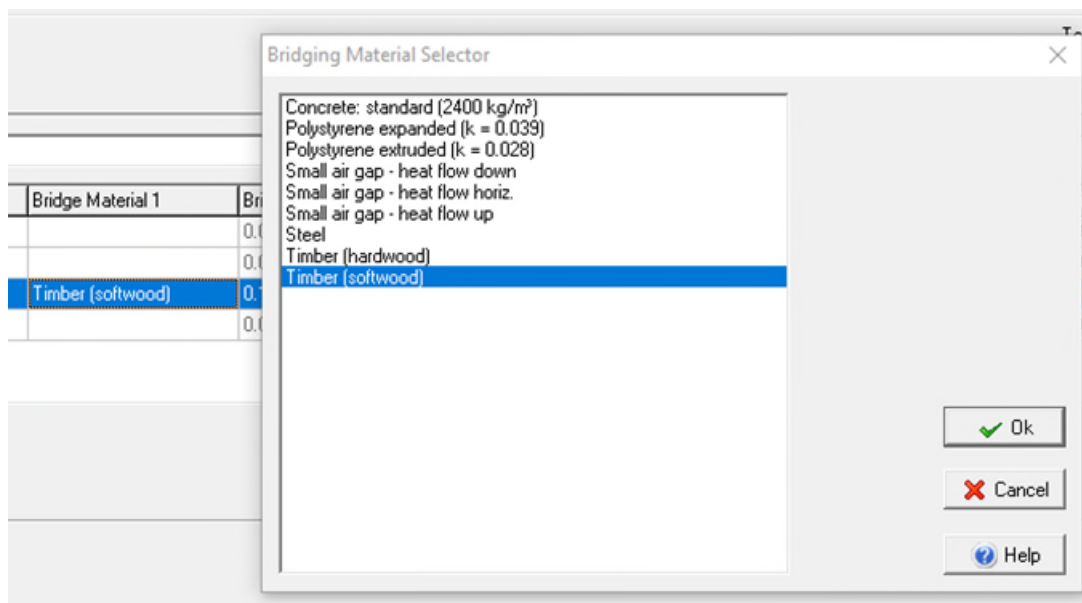 Bridging Material Selector
Concrete: standard (2400 kg/m³)
Polystyrene expanded (k = 0.039)
Polystyrene extruded (k = 0.028)
Small air gap - heat flow down
Small air gap - heat flow horiz.
Small air gap - heat flow up
Steel
Timber (hardwood)
Timber (softwood)
Bridge Material 1
Timber (softwood)
Ok
Cancel
Help